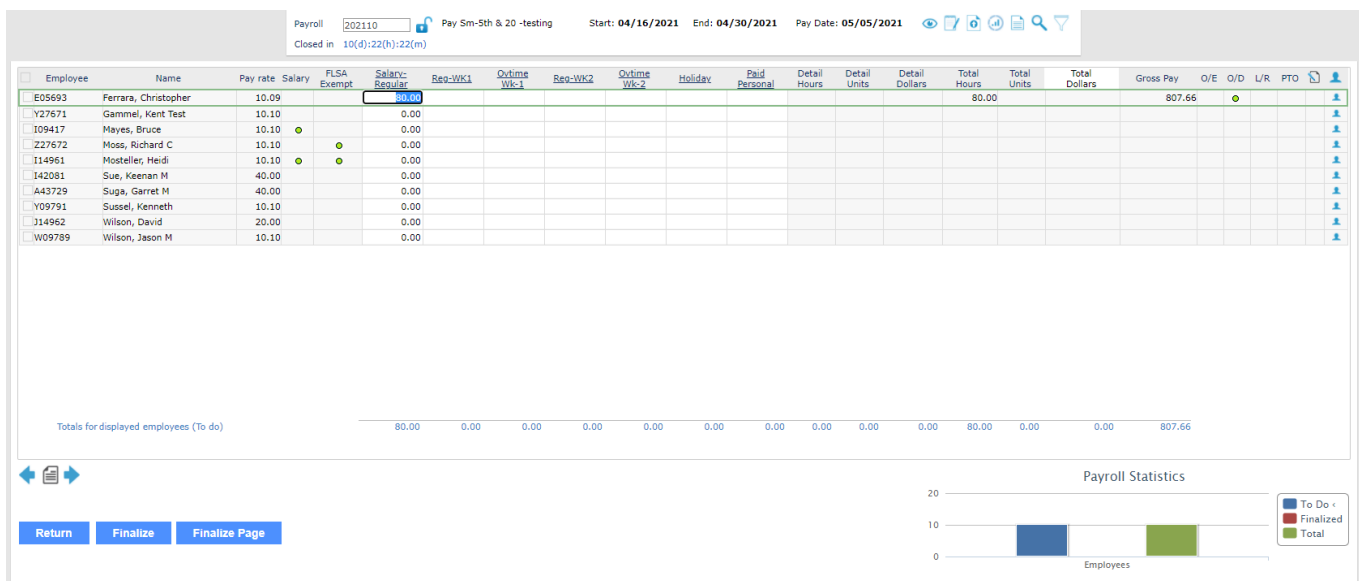 Payroll 202110 Pay Sm-5th & 20 -testing Start: 04/16/2021 End: 04/30/2021 Pay Date: 05/05/2021
Closed in 10(d):22(h):22(m)
Employee Name Pay rate Salary FLSA Exempt Salary-Regular Reg-WK1 Ovtime Wk-1 Reg-WK2 Ovtime Wk-2 Holiday Paid Personal Detail Hours Detail Units Detail Dollars Total Hours Total Units Total Dollars Gross Pay O/E O/D L/R PTO
E05693 Ferrara, Christopher 10.09 80.00 80.00 807.66
Y27671 Gammel, Kent Test 10.10 0.00
I09417 Mayes, Bruce 10.10 0.00
Z27672 Moss, Richard C 10.10 0.00
I14961 Mosteller, Heidi 10.10 0.00
I42081 Sue, Keenan M 40.00 0.00
A43729 Suga, Garret M 40.00 0.00
Y09791 Sussel, Kenneth 10.10 0.00
J14962 Wilson, David 20.00 0.00
W09789 Wilson, Jason M 10.10 0.00
Totals for displayed employees (To do) 80.00 0.00 0.00 0.00 0.00 0.00 0.00 0.00 0.00 0.00 80.00 0.00 0.00 807.66
Payroll Statistics
20
10
0
Employees
To Do <
Finalized
Total
Return Finalize Finalize Page